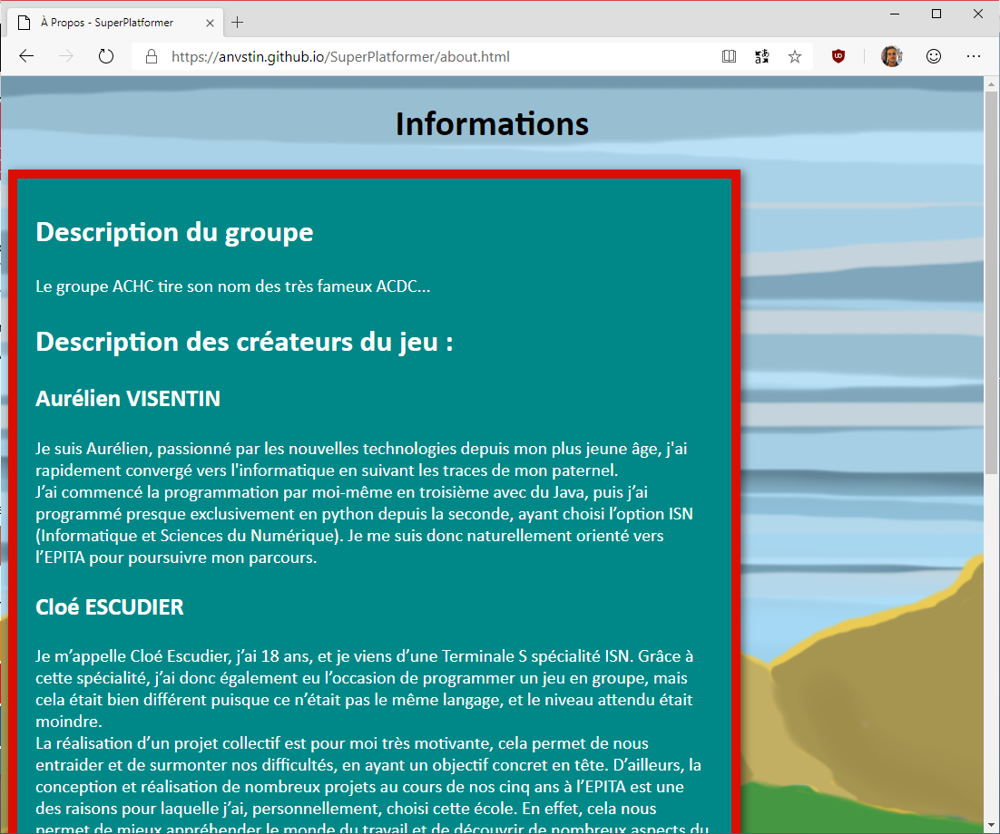 À Propos - SuperPlatformer
https://anvstin.github.io/SuperPlatformer/about.html
Informations
Description du groupe
Le groupe ACHC tire son nom des très fameux ACDC...
Description des créateurs du jeu :
Aurélien VISENTIN
Je suis Aurélien, passionné par les nouvelles technologies depuis mon plus jeune âge, j'ai
rapidement convergé vers l'informatique en suivant les traces de mon paternel.
J’ai commencé la programmation par moi-même en troisième avec du Java, puis j’ai
programmé presque exclusivement en python depuis la seconde, ayant choisi l’option ISN
(Informatique et Sciences du Numérique). Je me suis donc naturellement orienté vers
l’EPITA pour poursuivre mon parcours.
Cloé ESCUDIER
Je m’appelle Cloé Escudier, j’ai 18 ans, et je viens d’une Terminale S spécialité ISN. Grâce à
cette spécialité, j’ai donc également eu l’occasion de programmer un jeu en groupe, mais
cela était bien différent puisque ce n’était pas le même langage, et le niveau attendu était
moindre.
La réalisation d’un projet collectif est pour moi très motivante, cela permet de nous
entraider et de surmonter nos difficultés, en ayant un objectif concret en tête. D’ailleurs, la
conception et réalisation de nombreux projets au cours de nos cinq ans à l’EPITA est une
des raisons pour laquelle j’ai, personnellement, choisi cette école. En effet, cela nous
permet de mieux appréhender le monde du travail et de découvrir de nombreux aspects du